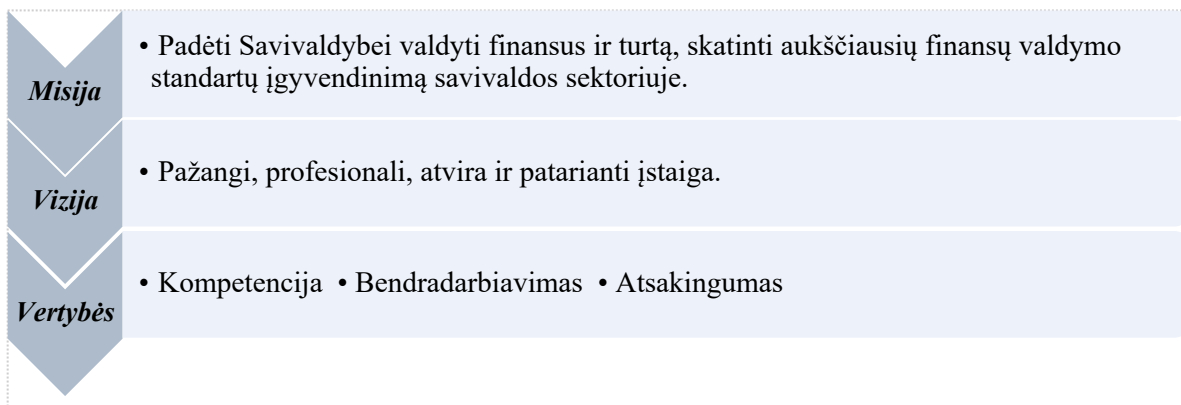 Misija
• Padėti Savivaldybei valdyti finansus ir turtą, skatinti aukščiausių finansų valdymo
standartų įgyvendinimą savivaldos sektoriuje.
Vizija
• Pažangi, profesionali, atvira ir patarianti įstaiga.
Vertybės
• Kompetencija • Bendradarbiavimas • Atsakingumas